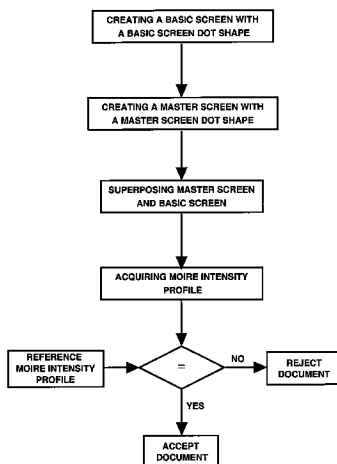 CREATING A BASIC SCREEN WITH
A BASIC SCREEN DOT SHAPE
CREATING A MASTER SCREEN WITH
A MASTER SCREEN DOT SHAPE
SUPERPOSING MASTER SCREEN
AND BASIC SCREEN
ACQUIRING MOIRE INTENSITY
PROFILE
REFERENCE
MOIRE INTENSITY
PROFILE
=
NO
REJECT
DOCUMENT
YES
ACCEPT
DOCUMENT